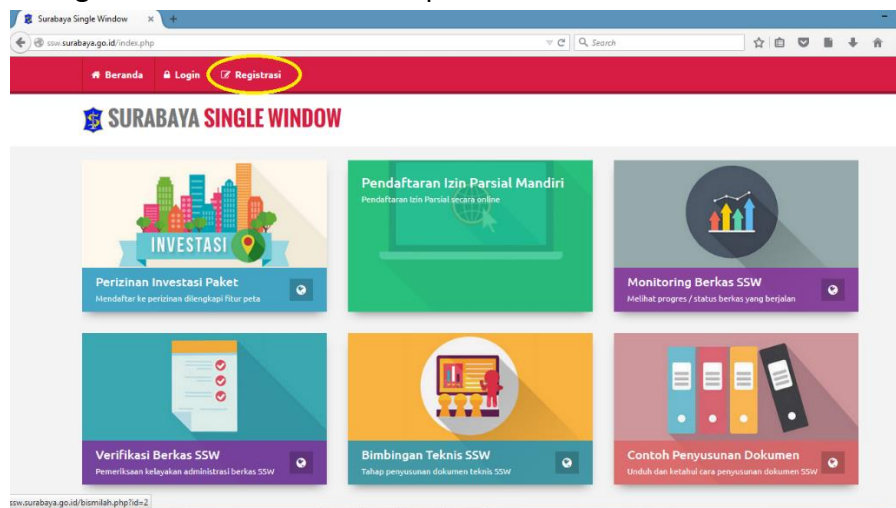 Surabaya Single Window
ssw.surabaya.go.id/index.php
Search
Beranda Login Registrasi
SURABAYA SINGLE WINDOW
INVESTASI
Perizinan Investasi Paket
Mendaftar ke perizinan dilengkapi fitur peta
Pendaftaran Izin Parsial Mandiri
Pendaftaran Izin Parsial secara online
Monitoring Berkas SSW
Melihat progres / status berkas yang berjalan
Verifikasi Berkas SSW
Pemeriksaan kelayakan administrasi berkas SSW
Bimbingan Teknis SSW
Tahap penyusunan dokumen teknis SSW
Contoh Penyusunan Dokumen
Unduh dan ketahui cara penyusunan dokumen SSW
ssw.surabaya.go.id/bismilah.php?id=2